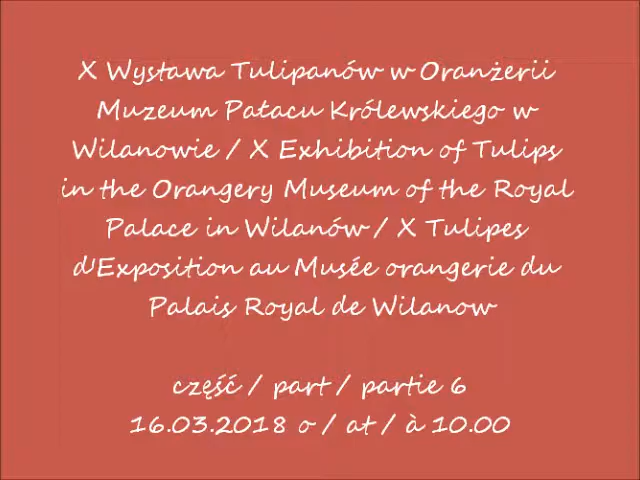 X Wystawa Tulipanów w Oranżerii
Muzeum Pałacu Królewskiego w
Wilanowie / X Exhibition of Tulips
in the Orangery Museum of the Royal
Palace in Wilanów / X Tulipes
d'Exposition au Musée orangerie du
Palais Royal de Wilanow
część / part / partie 6
16.03.2018 o / at / à 10.00